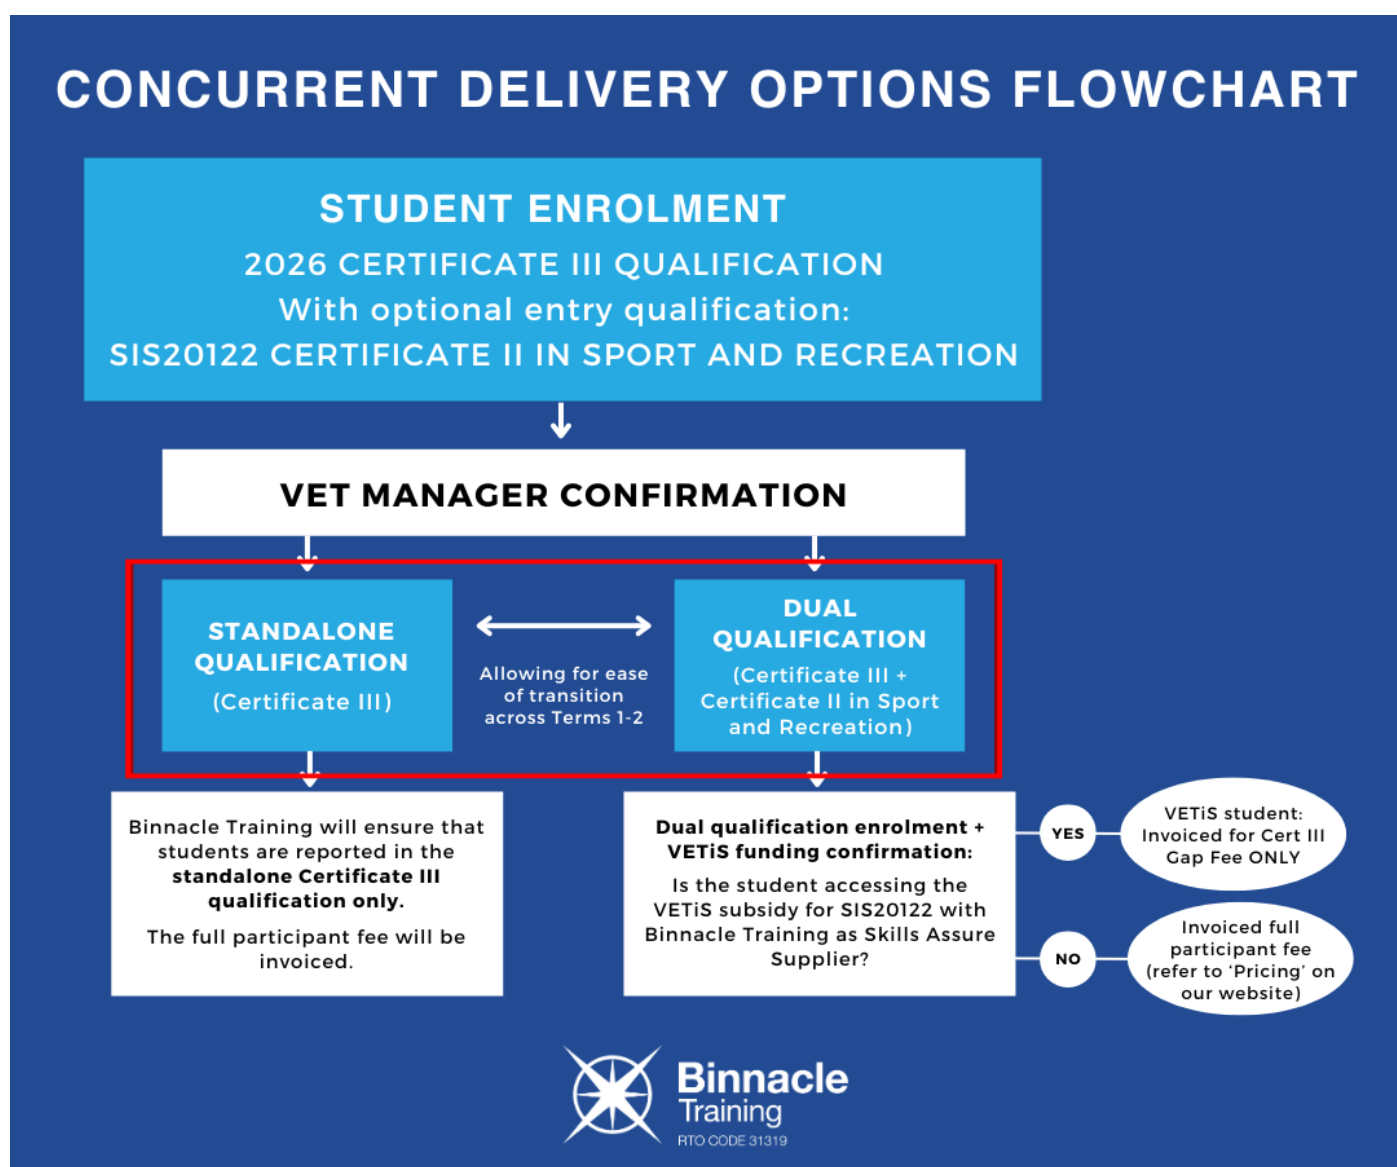 CONCURRENT DELIVERY OPTIONS FLOWCHART
STUDENT ENROLMENT
2026 CERTIFICATE III QUALIFICATION
With optional entry qualification:
SIS20122 CERTIFICATE II IN SPORT AND RECREATION
VET MANAGER CONFIRMATION
STANDALONE
QUALIFICATION
(Certificate III)
Allowing for ease
of transition
across Terms 1-2
DUAL
QUALIFICATION
(Certificate III +
Certificate II in Sport
and Recreation)
Binnacle Training will ensure that
students are reported in the
standalone Certificate III
qualification only.
The full participant fee will be
invoiced.
Dual qualification enrolment +
VETiS funding confirmation:
Is the student accessing the
VETiS subsidy for SIS20122 with
Binnacle Training as Skills Assure
Supplier?
YES
VETiS student:
Invoiced for Cert III
Gap Fee ONLY
NO
Invoiced full
participant fee
(refer to 'Pricing' on
our website)
Binnacle
Training
RTO CODE 31319